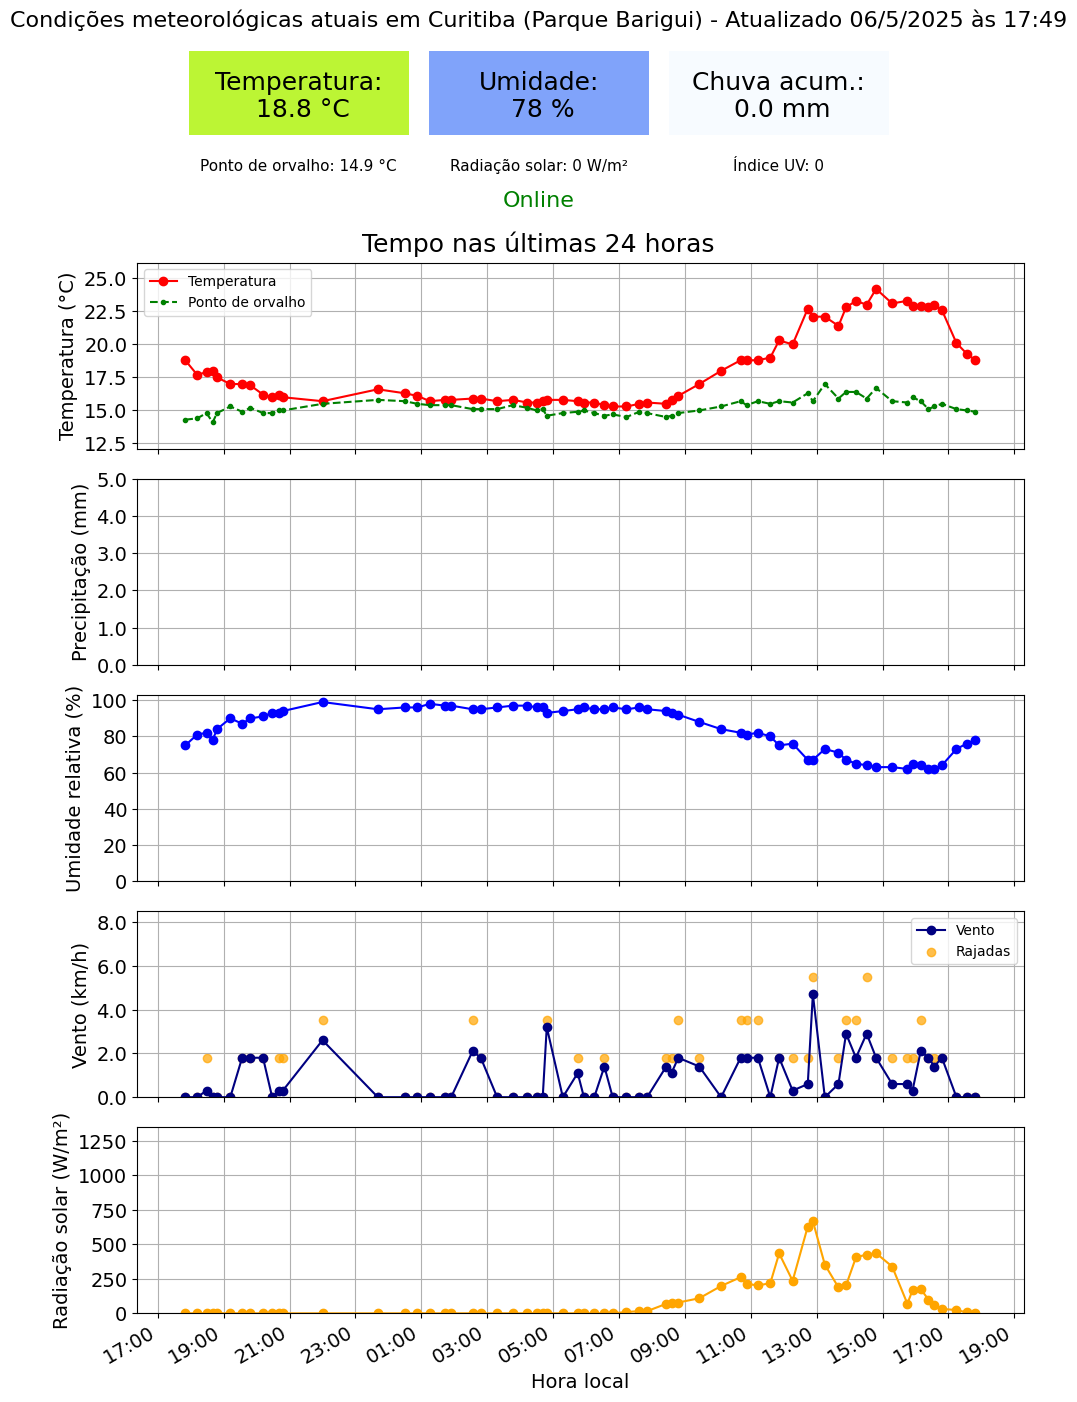 Condições meteorológicas atuais em Curitiba (Parque Barigui) - Atualizado 06/5/2025 às 17:49
Temperatura:
18.8 °C
Umidade:
78 %
Chuva acum.:
0.0 mm
Ponto de orvalho: 14.9 °C
Radiação solar: 0 W/m²
Índice UV: 0
Online
Tempo nas últimas 24 horas
Temperatura (°C)
25.0
22.5
20.0
17.5
15.0
12.5
Temperatura
Ponto de orvalho
Precipitação (mm)
5.0
4.0
3.0
2.0
1.0
0.0
Umidade relativa (%)
100
80
60
40
20
0
Vento (km/h)
8.0
6.0
4.0
2.0
0.0
Vento
Rajadas
Radiação solar (W/m²)
1250
1000
750
500
250
0
17:00
19:00
21:00
23:00
01:00
03:00
05:00
07:00
09:00
11:00
13:00
15:00
17:00
19:00
Hora local